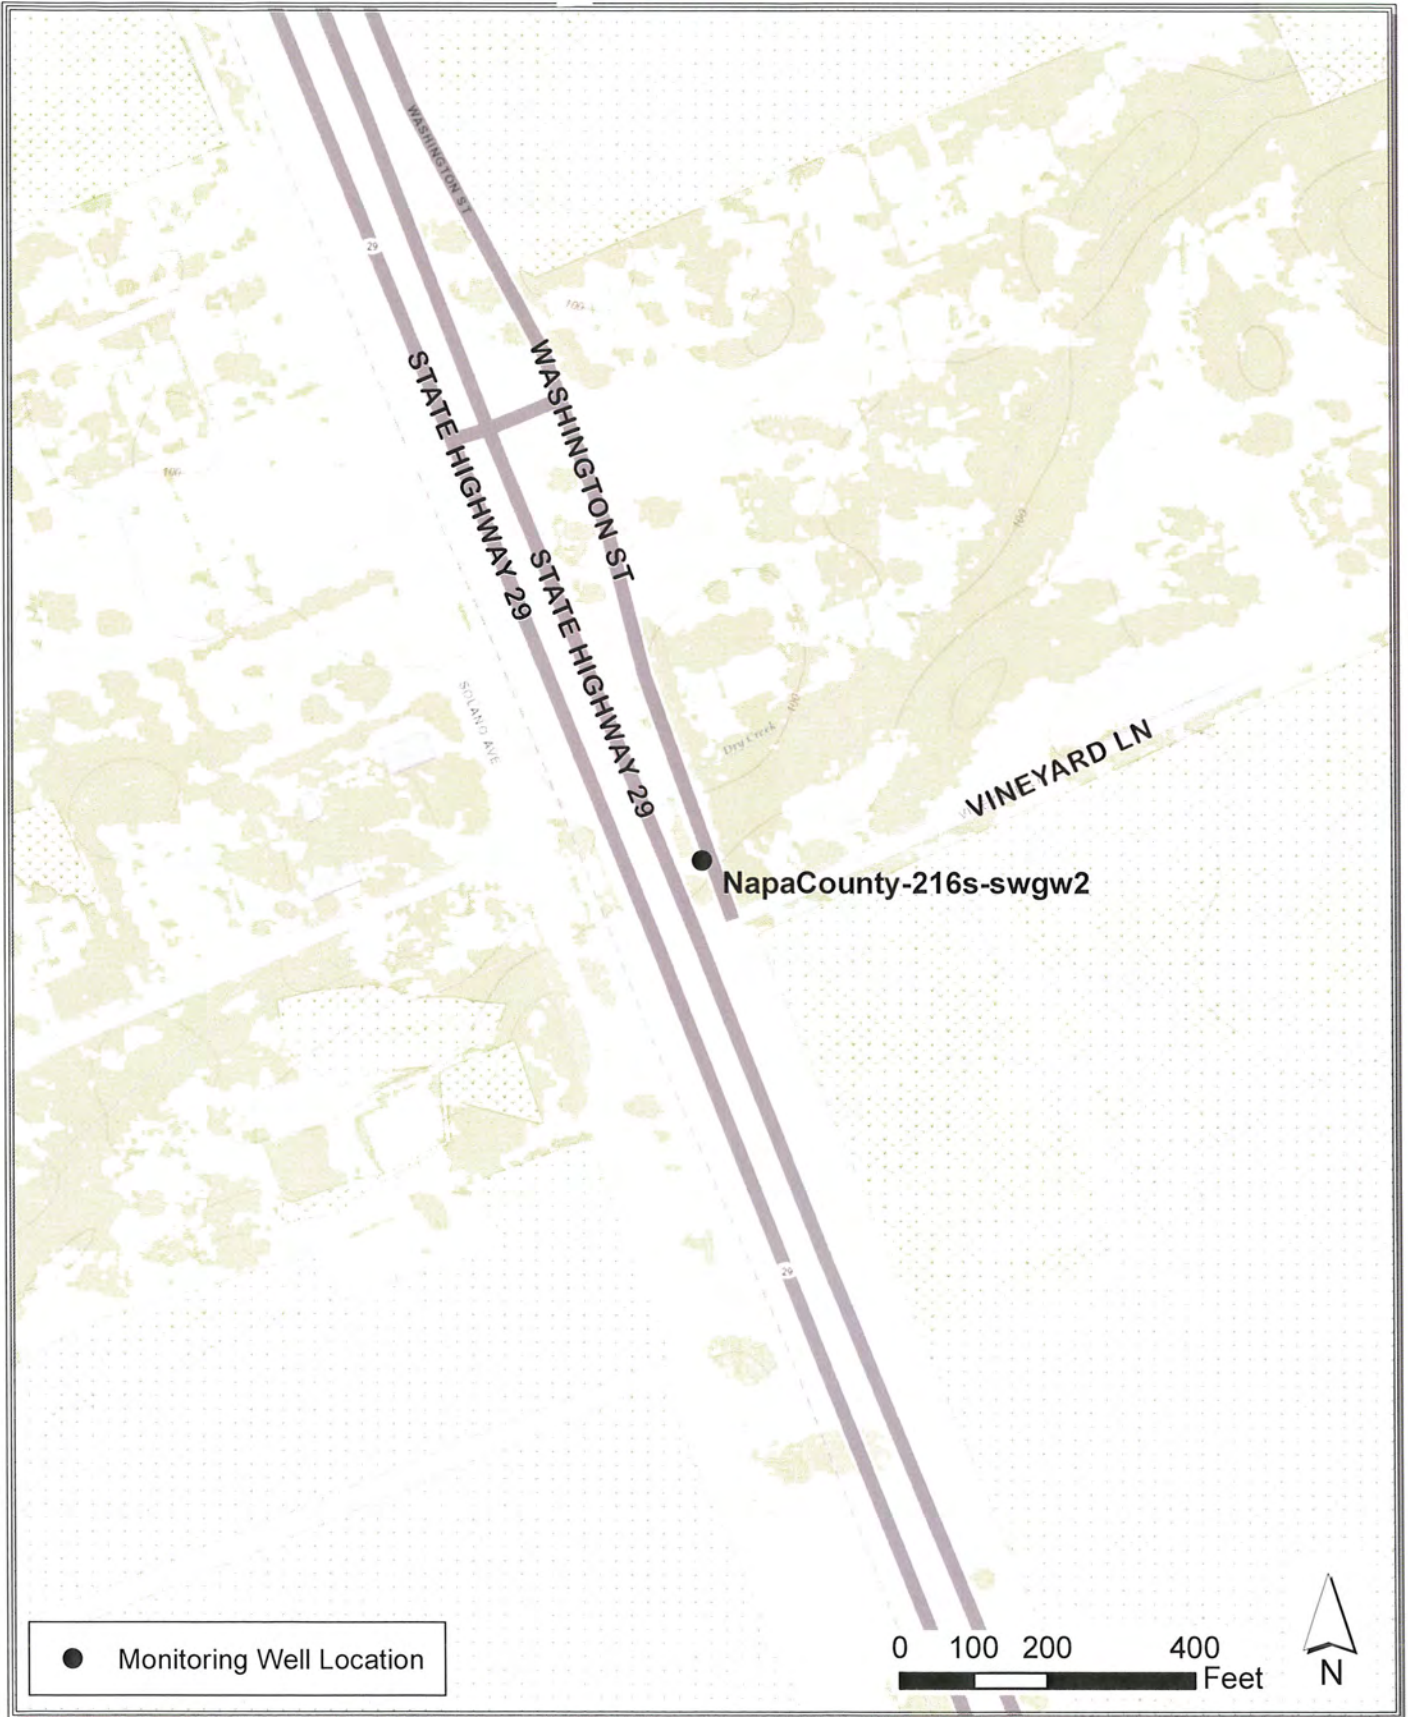 WASHINGTON ST
29
100
STATE HIGHWAY 29
WASHINGTON ST
100
100
STATE HIGHWAY 29
SOLANO AVE
100
Dry Creek
VINEYARD LN
NapaCounty-216s-swgw2
29
Monitoring Well Location
0 100 200 400
Feet
N